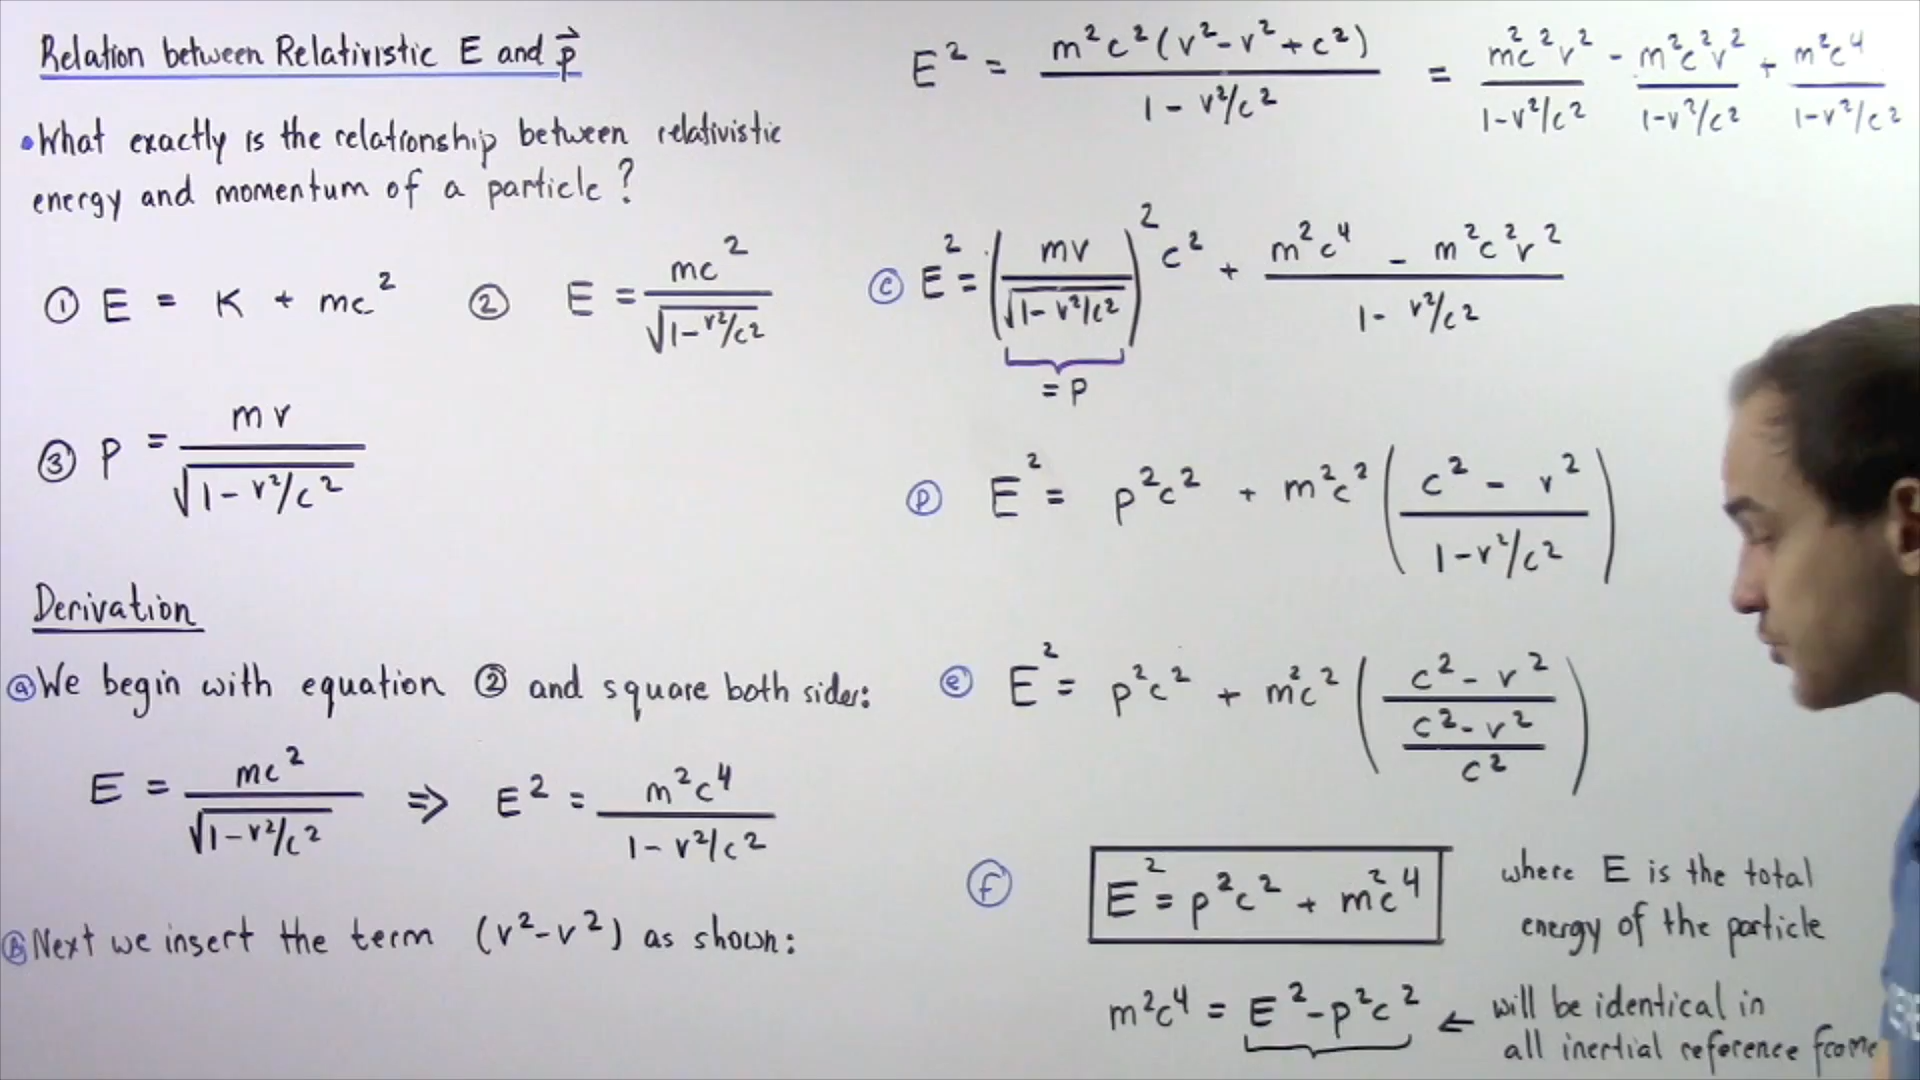 Relation between Relativistic E and p⃗
• What exactly is the relationship between relativistic
energy and momentum of a particle?
① E = K + mc²   ② E = mc²/√(1-v²/c²)
③ p = mv/√(1-v²/c²)
Derivation
ⓐ We begin with equation ② and square both sides:
E = mc²/√(1-v²/c²) ⇒ E² = m²c⁴/(1-v²/c²)
Ⓑ Next we insert the term (v²-v²) as shown:
E² = m²c²(v²-v²+c²)/(1-v²/c²) = m²c²v²/(1-v²/c²) - m²c²v²/(1-v²/c²) + m²c⁴/(1-v²/c²)
ⓒ E² = (mv/√(1-v²/c²))² c² + (m²c⁴ - m²c²v²)/(1-v²/c²)
= p
Ⓓ E² = p²c² + m²c² ((c² - v²)/(1-v²/c²))
ⓔ E² = p²c² + m²c² ((c²-v²)/((c²-v²)/c²))
ⓕ E² = p²c² + m²c⁴ where E is the total
energy of the particle
m²c⁴ = E²-p²c² ← will be identical in
all inertial reference frame